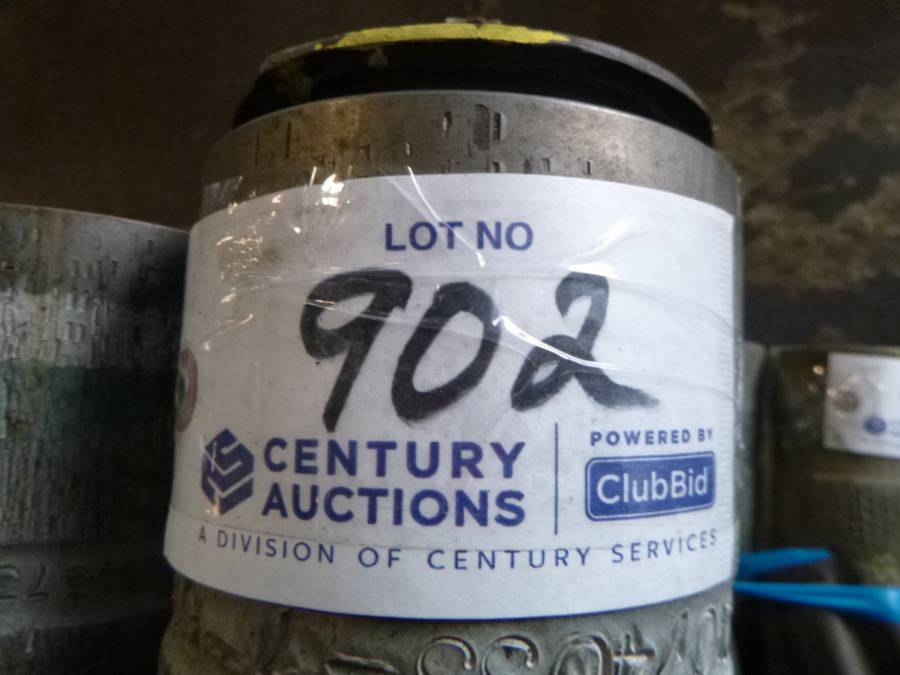 LOT NO
902
CENTURY
AUCTIONS
POWERED BY
ClubBid
A DIVISION OF CENTURY SERVICES